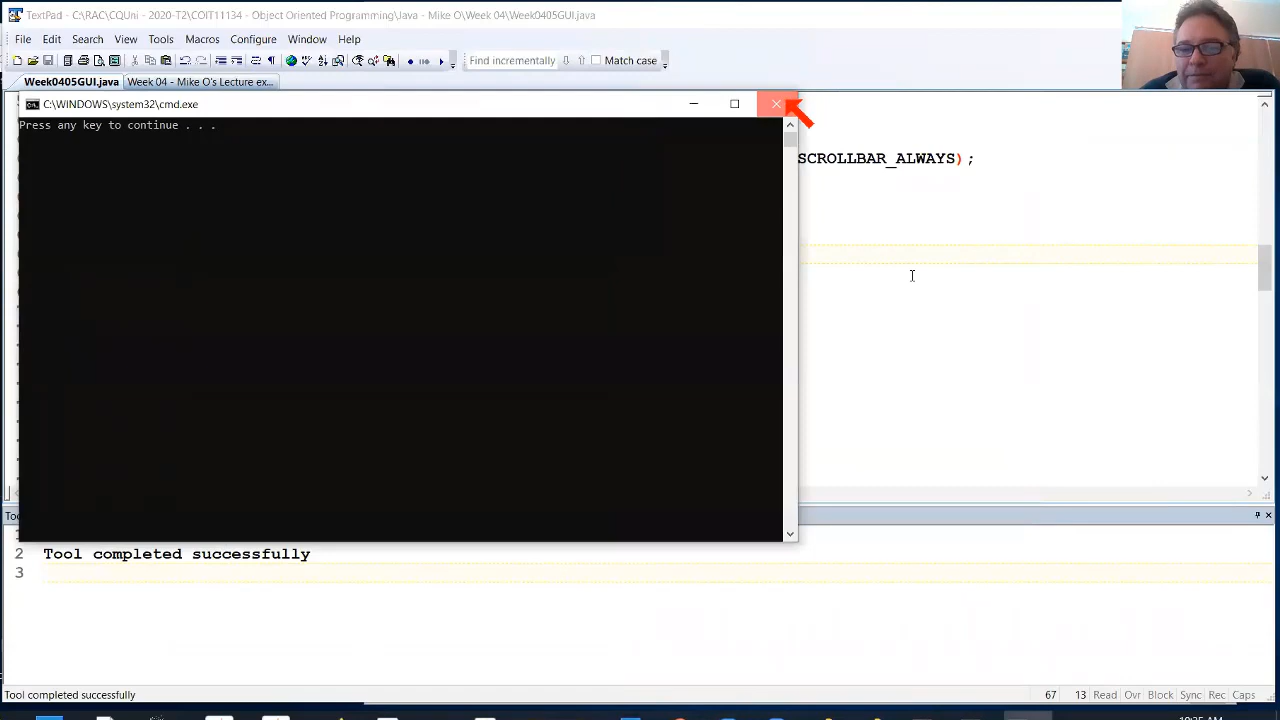 TextPad - C:\RAC\CQUni - 2020-T2\COIT11134 - Object Oriented Programming\Java - Mike O\Week 04\Week0405GUI.java
File Edit Search View Tools Macros Configure Window Help
Find incrementally Match case
Week0405GUI.java Week 04 - Mike O's Lecture ex...
C:\WINDOWS\system32\cmd.exe
Press any key to continue . . .
SCROLLBAR_ALWAYS);
2 Tool completed successfully
3
Tool completed successfully 67 13 Read Ovr Block Sync Rec Caps